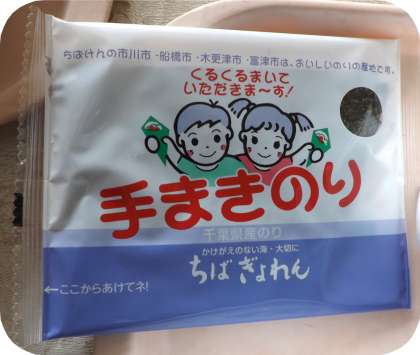 ちばけんの市川市・船橋市・木更津市・富津市は、おいしいのりの産地です。
くるくるまいて
いただきま～す!
手まきのり
千葉県産のり
かけがえのない海・大切に
ちばぎょれん
←ここからあけてネ!